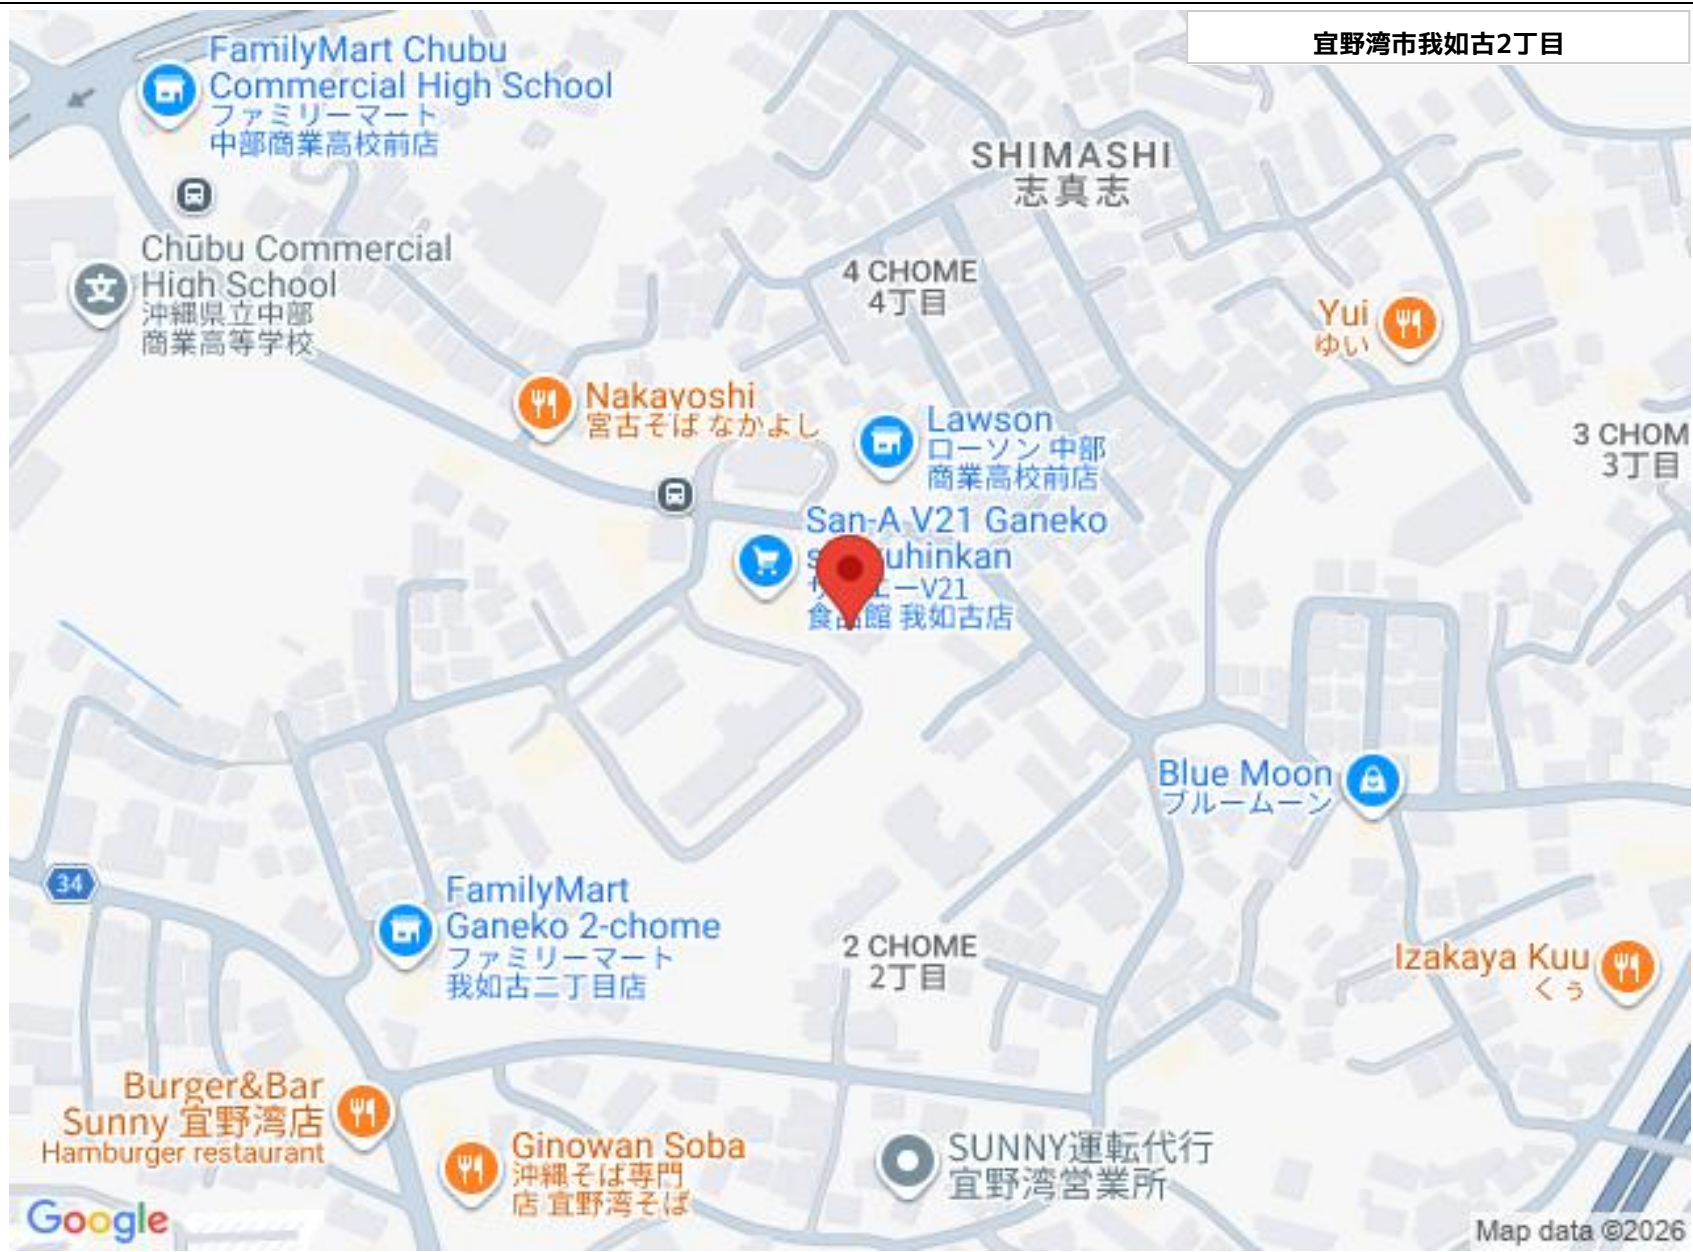 宜野湾市我如古2丁目
FamilyMart Chubu
Commercial High School
ファミリーマート
中部商業高校前店
SHIMASHI
志真志
Chūbu Commercial
High School
沖縄県立中部
商業高等学校
4 CHOME
4丁目
Yui
ゆい
Nakayoshi
宮古そば なかよし
Lawson
ローソン 中部
商業高校前店
3 CHOM
3丁目
San-A V21 Ganeko
uhinkan
エーV21
食品館 我如古店
Blue Moon
ブルームーン
34
FamilyMart
Ganeko 2-chome
ファミリーマート
我如古二丁目店
2 CHOME
2丁目
Izakaya Kuu
くぅ
Burger&Bar
Sunny 宜野湾店
Hamburger restaurant
Ginowan Soba
沖縄そば専門
店 宜野湾そば
SUNNY運転代行
宜野湾営業所
Google
Map data ©2026